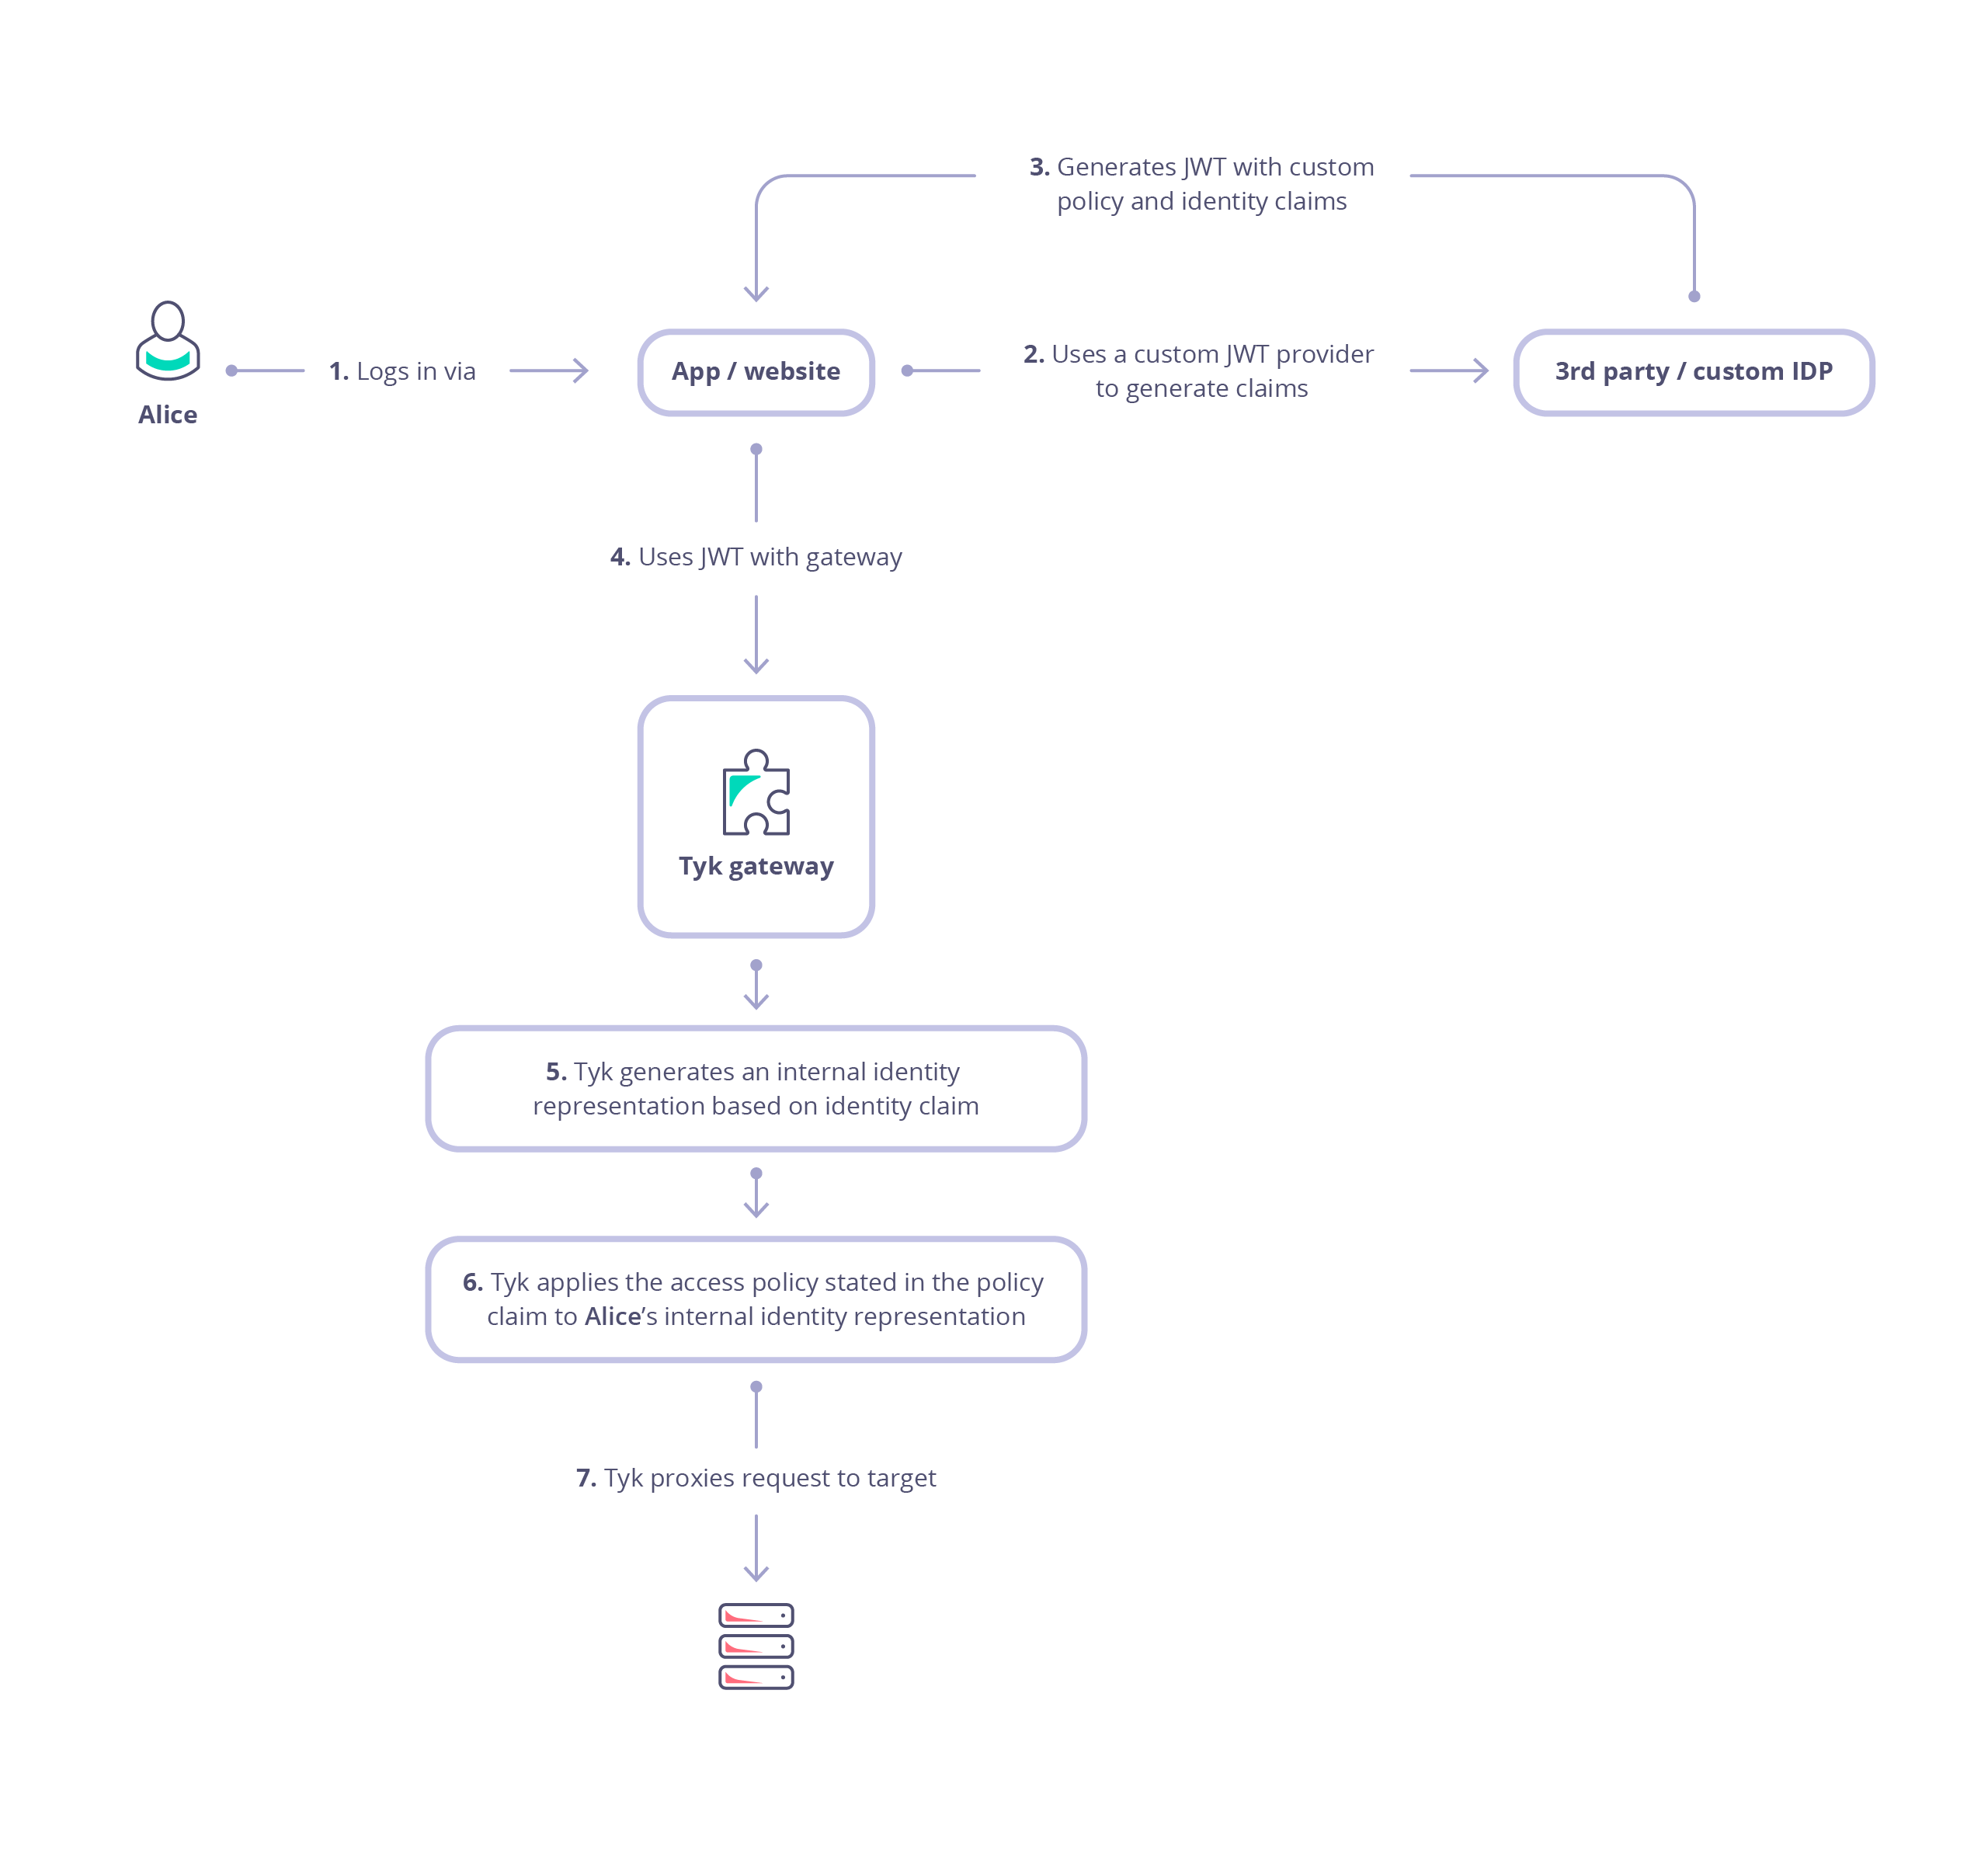 3. Generates JWT with custom
policy and identity claims
Alice
1. Logs in via
App / website
2. Uses a custom JWT provider
to generate claims
3rd party / custom IDP
4. Uses JWT with gateway
Tyk gateway
5. Tyk generates an internal identity
representation based on identity claim
6. Tyk applies the access policy stated in the policy
claim to Alice’s internal identity representation
7. Tyk proxies request to target